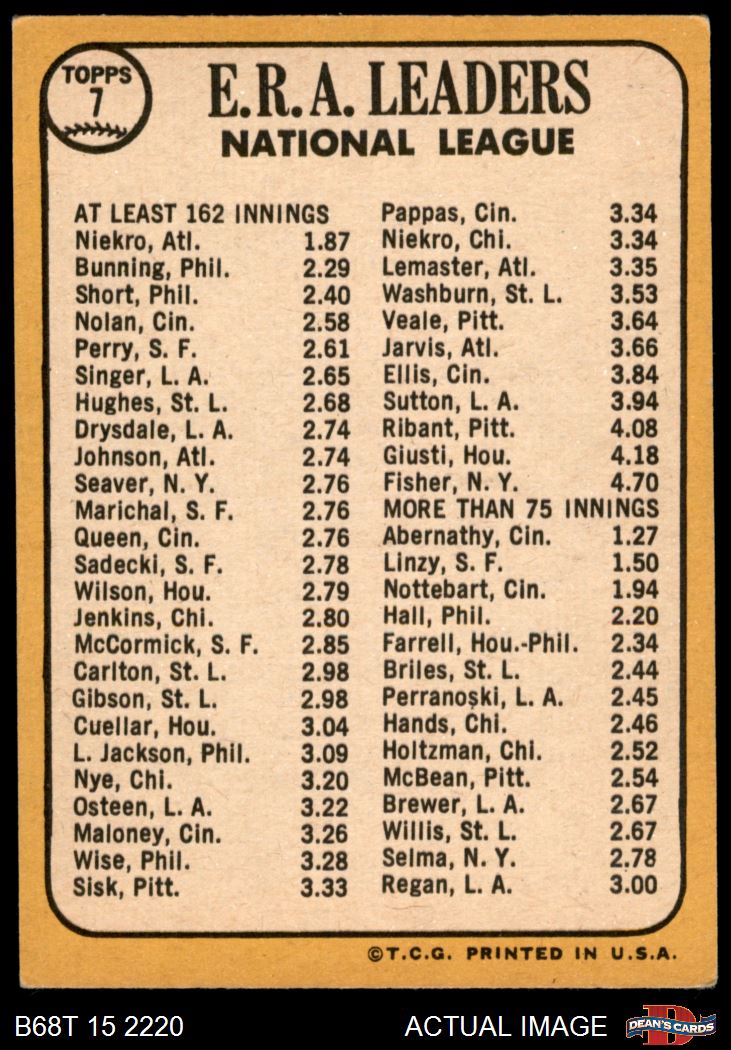 TOPPS
7
E.R.A. LEADERS
NATIONAL LEAGUE
AT LEAST 162 INNINGS
Niekro, Atl. 1.87
Bunning, Phil. 2.29
Short, Phil. 2.40
Nolan, Cin. 2.58
Perry, S. F. 2.61
Singer, L. A. 2.65
Hughes, St. L. 2.68
Drysdale, L. A. 2.74
Johnson, Atl. 2.74
Seaver, N. Y. 2.76
Marichal, S. F. 2.76
Queen, Cin. 2.76
Sadecki, S. F. 2.78
Wilson, Hou. 2.79
Jenkins, Chi. 2.80
McCormick, S. F. 2.85
Carlton, St. L. 2.98
Gibson, St. L. 2.98
Cuellar, Hou. 3.04
L. Jackson, Phil. 3.09
Nye, Chi. 3.20
Osteen, L. A. 3.22
Maloney, Cin. 3.26
Wise, Phil. 3.28
Sisk, Pitt. 3.33
Pappas, Cin. 3.34
Niekro, Chi. 3.34
Lemaster, Atl. 3.35
Washburn, St. L. 3.53
Veale, Pitt. 3.64
Jarvis, Atl. 3.66
Ellis, Cin. 3.84
Sutton, L. A. 3.94
Ribant, Pitt. 4.08
Giusti, Hou. 4.18
Fisher, N. Y. 4.70
MORE THAN 75 INNINGS
Abernathy, Cin. 1.27
Linzy, S. F. 1.50
Nottebart, Cin. 1.94
Hall, Phil. 2.20
Farrell, Hou.-Phil. 2.34
Briles, St. L. 2.44
Perranoski, L. A. 2.45
Hands, Chi. 2.46
Holtzman, Chi. 2.52
McBean, Pitt. 2.54
Brewer, L. A. 2.67
Willis, St. L. 2.67
Selma, N. Y. 2.78
Regan, L. A. 3.00
©T.C.G. PRINTED IN U.S.A.
B68T 15 2220
ACTUAL IMAGE
D
DEAN'S CARDS